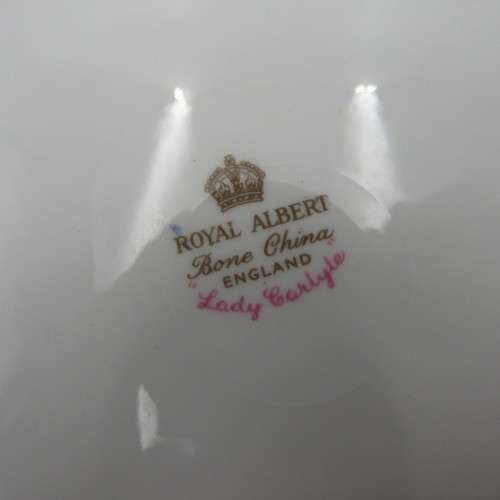 ROYAL ALBERT
Bone China
ENGLAND
"Lady Carlyle"